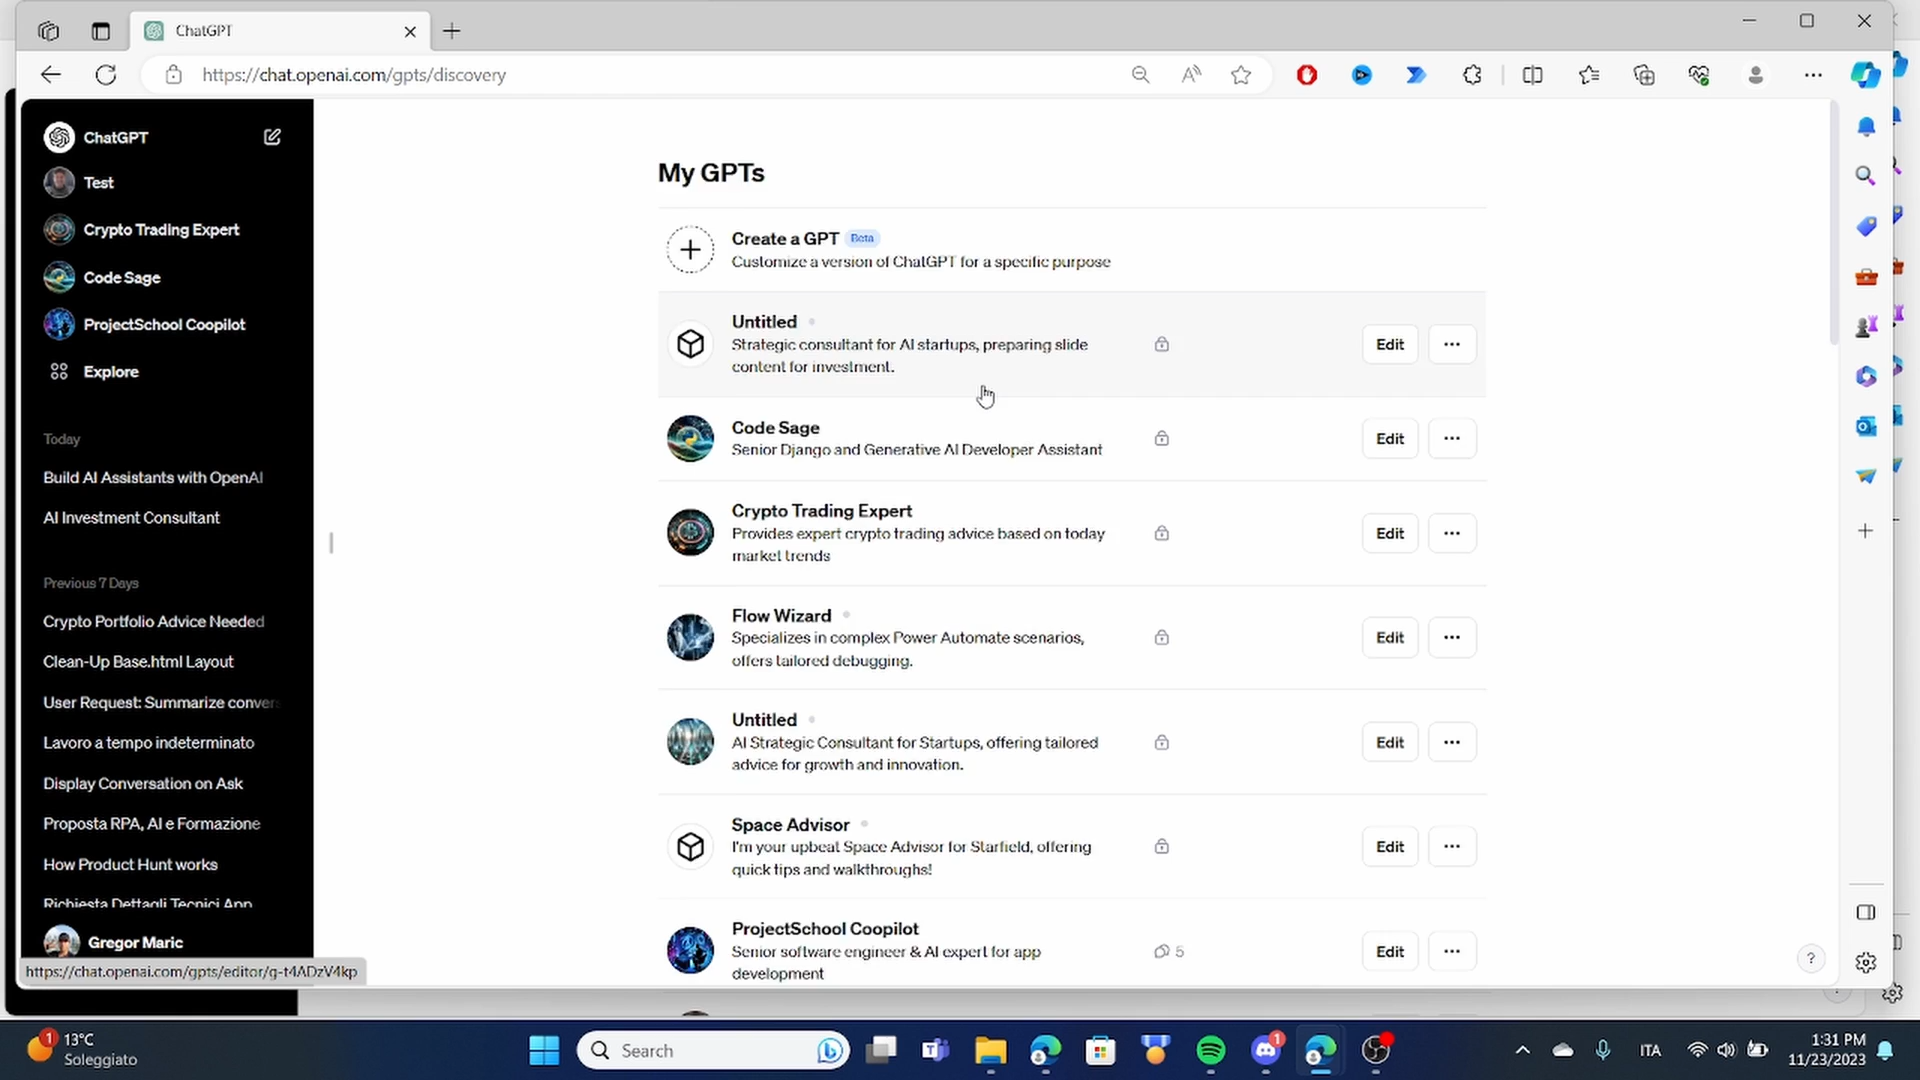 ChatGPT
https://chat.openai.com/gpts/discovery
ChatGPT
Test
Crypto Trading Expert
Code Sage
ProjectSchool Coopilot
Explore
Today
Build AI Assistants with OpenAI
AI Investment Consultant
Previous 7 Days
Crypto Portfolio Advice Needed
Clean-Up Base.html Layout
User Request: Summarize convers
Lavoro a tempo indeterminato
Display Conversation on Ask
Proposta RPA, AI e Formazione
How Product Hunt works
Richiesta Dettagli Tecnici App
Gregor Maric
https://chat.openai.com/gpts/editor/g-t4ADzV4kp
My GPTs
Create a GPT Beta
Customize a version of ChatGPT for a specific purpose
Untitled
Strategic consultant for AI startups, preparing slide
content for investment.
Edit
Code Sage
Senior Django and Generative AI Developer Assistant
Edit
Crypto Trading Expert
Provides expert crypto trading advice based on today
market trends
Edit
Flow Wizard
Specializes in complex Power Automate scenarios,
offers tailored debugging.
Edit
Untitled
AI Strategic Consultant for Startups, offering tailored
advice for growth and innovation.
Edit
Space Advisor
I'm your upbeat Space Advisor for Starfield, offering
quick tips and walkthroughs!
Edit
ProjectSchool Coopilot
Senior software engineer & AI expert for app
development
5
Edit
?
1
13°C
Soleggiato
Search
1
ITA
1:31 PM
11/23/2023